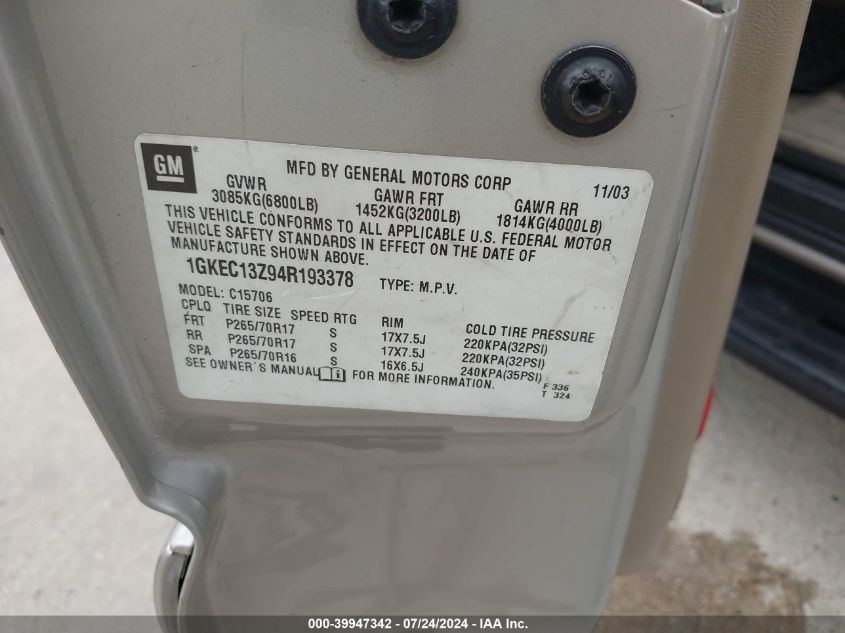 GM ®
MFD BY GENERAL MOTORS CORP 11/03
GVWR GAWR FRT GAWR RR
3085KG(6800LB) 1452KG(3200LB) 1814KG(4000LB)
THIS VEHICLE CONFORMS TO ALL APPLICABLE U.S. FEDERAL MOTOR
VEHICLE SAFETY STANDARDS IN EFFECT ON THE DATE OF
MANUFACTURE SHOWN ABOVE.
1GKEC13Z94R193378 TYPE: M.P.V.
MODEL: C15706
CPLQ TIRE SIZE SPEED RTG RIM COLD TIRE PRESSURE
FRT P265/70R17 S 17X7.5J 220KPA(32PSI)
RR P265/70R17 S 17X7.5J 220KPA(32PSI)
SPA P265/70R16 S 16X6.5J 240KPA(35PSI)
SEE OWNER'S MANUAL FOR MORE INFORMATION.
F 336
T 324
000-39947342 / 07/24/2024 - IAA Inc.